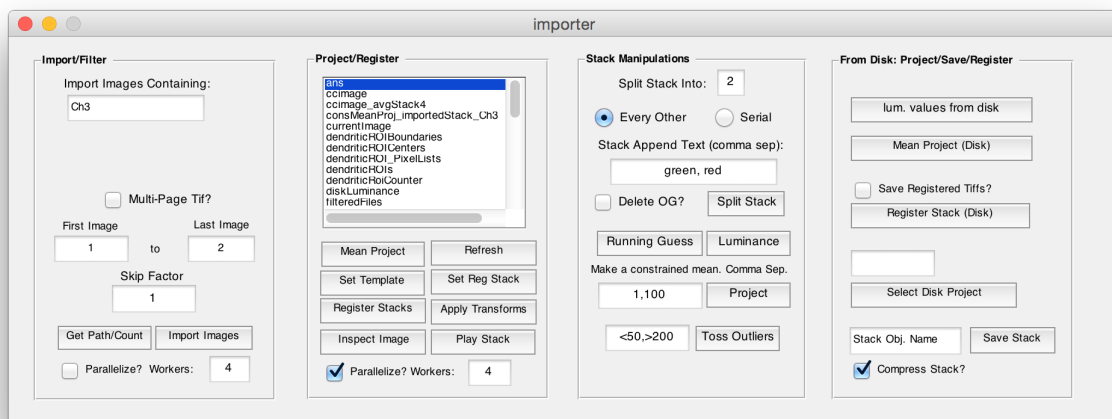 importer
Import/Filter
Import Images Containing:
Ch3
Multi-Page Tif?
First Image
Last Image
1
to
2
Skip Factor
1
Get Path/Count
Import Images
Parallelize? Workers:
4
Project/Register
ans
ccimage
ccimage_avgStack4
consMeanProj_importedStack_Ch3
currentImage
dendriticROIBoundaries
dendriticROICenters
dendriticROI_PixelLists
dendriticROIs
dendriticRoiCounter
diskLuminance
filteredFiles
Mean Project
Refresh
Set Template
Set Reg Stack
Register Stacks
Apply Transforms
Inspect Image
Play Stack
Parallelize? Workers:
4
Stack Manipulations
Split Stack Into:
2
Every Other
Serial
Stack Append Text (comma sep):
green, red
Delete OG?
Split Stack
Running Guess
Luminance
Make a constrained mean. Comma Sep.
1,100
Project
<50,>200
Toss Outliers
From Disk: Project/Save/Register
lum. values from disk
Mean Project (Disk)
Save Registered Tiffs?
Register Stack (Disk)
Select Disk Project
Stack Obj. Name
Save Stack
Compress Stack?